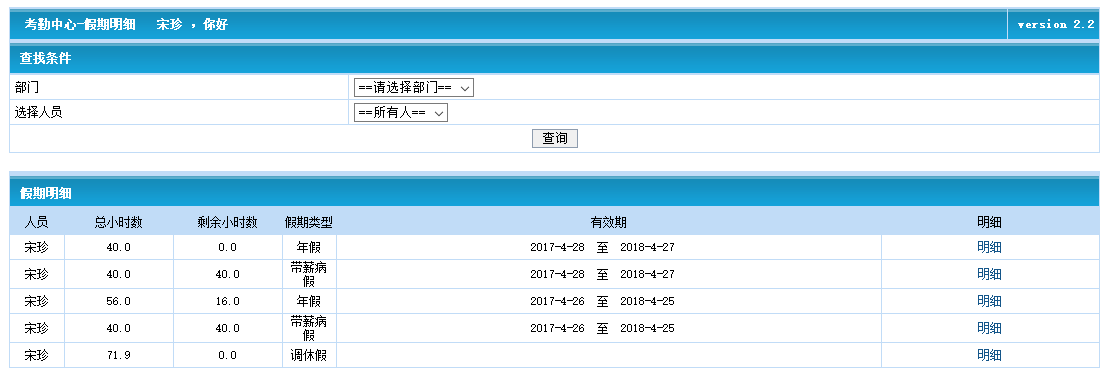 考勤中心-假期明细 宋珍 ，你好 version 2.2
查找条件
部门 ==请选择部门==
选择人员 ==所有人==
查询
假期明细
人员 总小时数 剩余小时数 假期类型 有效期 明细
宋珍 40.0 0.0 年假 2017-4-28 至 2018-4-27 明细
宋珍 40.0 40.0 带薪病假 2017-4-28 至 2018-4-27 明细
宋珍 56.0 16.0 年假 2017-4-26 至 2018-4-25 明细
宋珍 40.0 40.0 带薪病假 2017-4-26 至 2018-4-25 明细
宋珍 71.9 0.0 调休假 明细